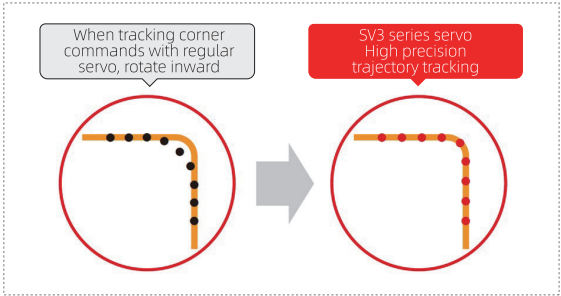 When tracking corner
commands with regular
servo, rotate inward
SV3 series servo
High precision
trajectory tracking